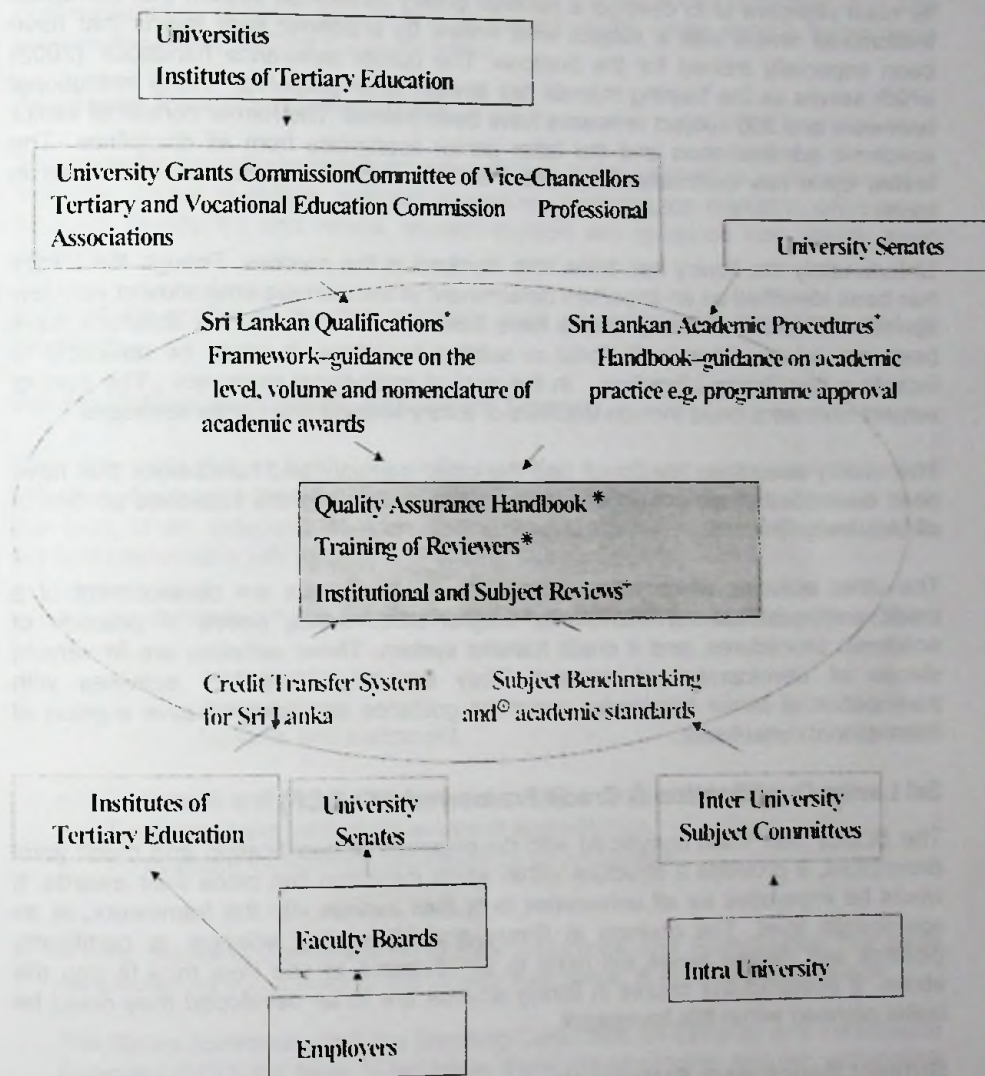 Universities
Institutes of Tertiary Education
University Grants CommissionCommittee of Vice-Chancellors
Tertiary and Vocational Education Commission Professional
Associations
University Senates
Sri Lankan Qualifications*
Framework–guidance on the
level, volume and nomenclature of
academic awards
Sri Lankan Academic Procedures*
Handbook–guidance on academic
practice e.g. programme approval
Quality Assurance Handbook *
Training of Reviewers*
Institutional and Subject Reviews+
Credit Transfer System*
for Sri Lanka
Subject Benchmarking
and⊙ academic standards
Institutes of
Tertiary Education
University
Senates
Inter University
Subject Committees
Faculty Boards
Intra University
Employers